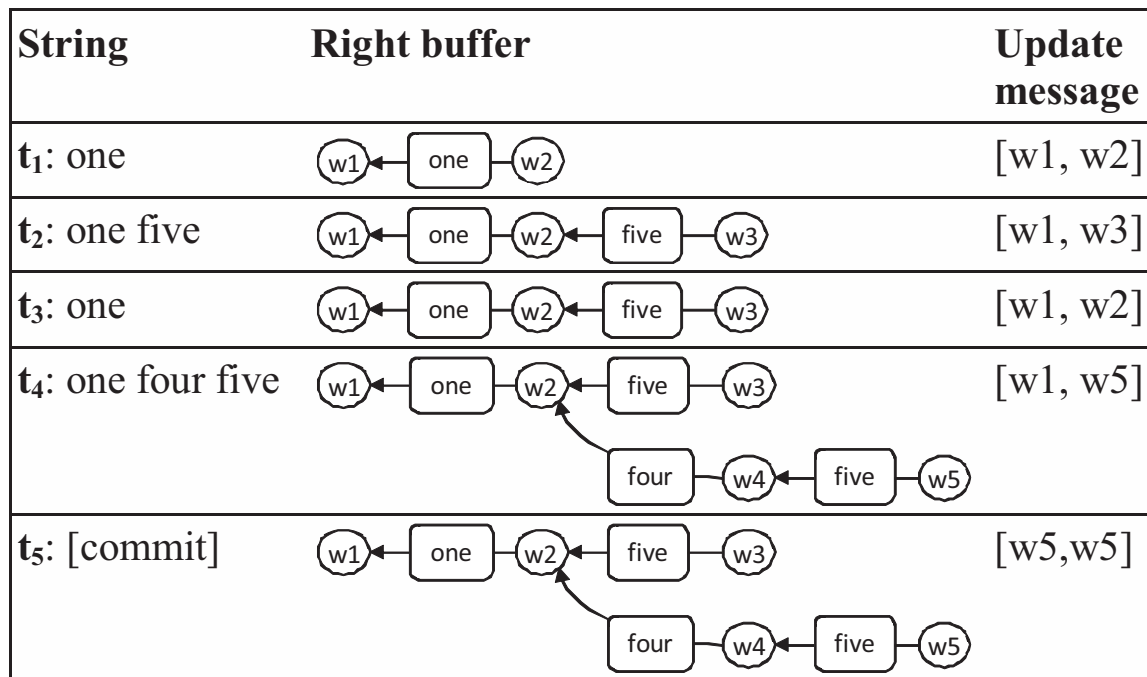 String Right buffer Update message
t₁: one w1 one w2 [w1, w2]
t₂: one five w1 one w2 five w3 [w1, w3]
t₃: one w1 one w2 five w3 [w1, w2]
t₄: one four five w1 one w2 five w3 [w1, w5]
four w4 five w5
t₅: [commit] w1 one w2 five w3 [w5,w5]
four w4 five w5